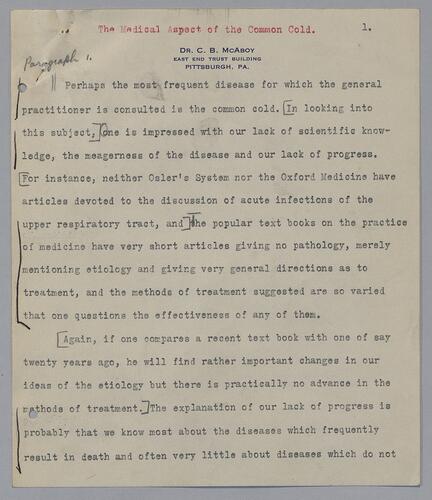 The Medical Aspect of the Common Cold. 1.
DR. C. B. McABOY
EAST END TRUST BUILDING
PITTSBURGH, PA.
Paragraph 1.
Perhaps the most frequent disease for which the general
practitioner is consulted is the common cold. [In looking into
this subject,] one is impressed with our lack of scientific know-
ledge, the meagerness of the disease and our lack of progress.
[For instance, neither Osler's System nor the Oxford Medicine have
articles devoted to the discussion of acute infections of the
upper respiratory tract, and] The popular text books on the practice
of medicine have very short articles giving no pathology, merely
mentioning etiology and giving very general directions as to
treatment, and the methods of treatment suggested are so varied
that one questions the effectiveness of any of them.
[Again, if one compares a recent text book with one of say
twenty years ago, he will find rather important changes in our
ideas of the etiology but there is practically no advance in the
methods of treatment.] The explanation of our lack of progress is
probably that we know most about the diseases which frequently
result in death and often very little about diseases which do not